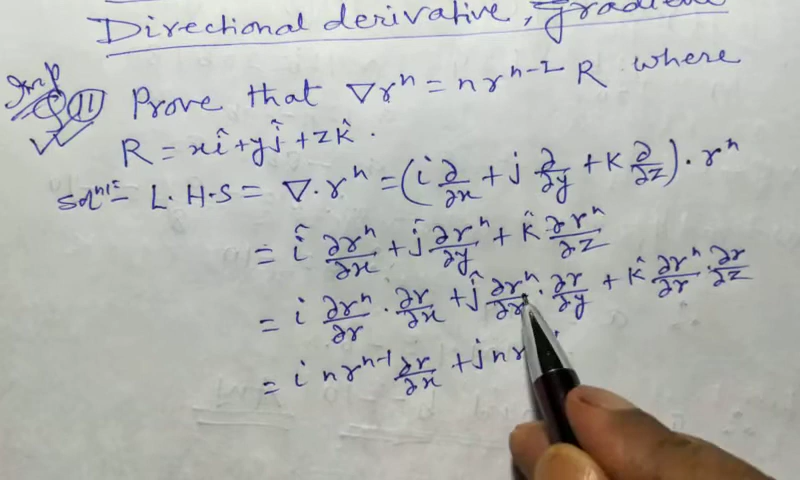 Directional derivative, gradient
Imp
11 Prove that ∇rⁿ = nrⁿ⁻² R where
R = xî + yĵ + zk̂.
Solⁿ:- L.H.S = ∇.rⁿ = (i ∂/∂x + j ∂/∂y + k ∂/∂z).rⁿ
= î ∂rⁿ/∂x + ĵ ∂rⁿ/∂y + k̂ ∂rⁿ/∂z
= i ∂rⁿ/∂r . ∂r/∂x + ĵ ∂rⁿ/∂r . ∂r/∂y + k̂ ∂rⁿ/∂r . ∂r/∂z
= i nrⁿ⁻¹ ∂r/∂x + j nr